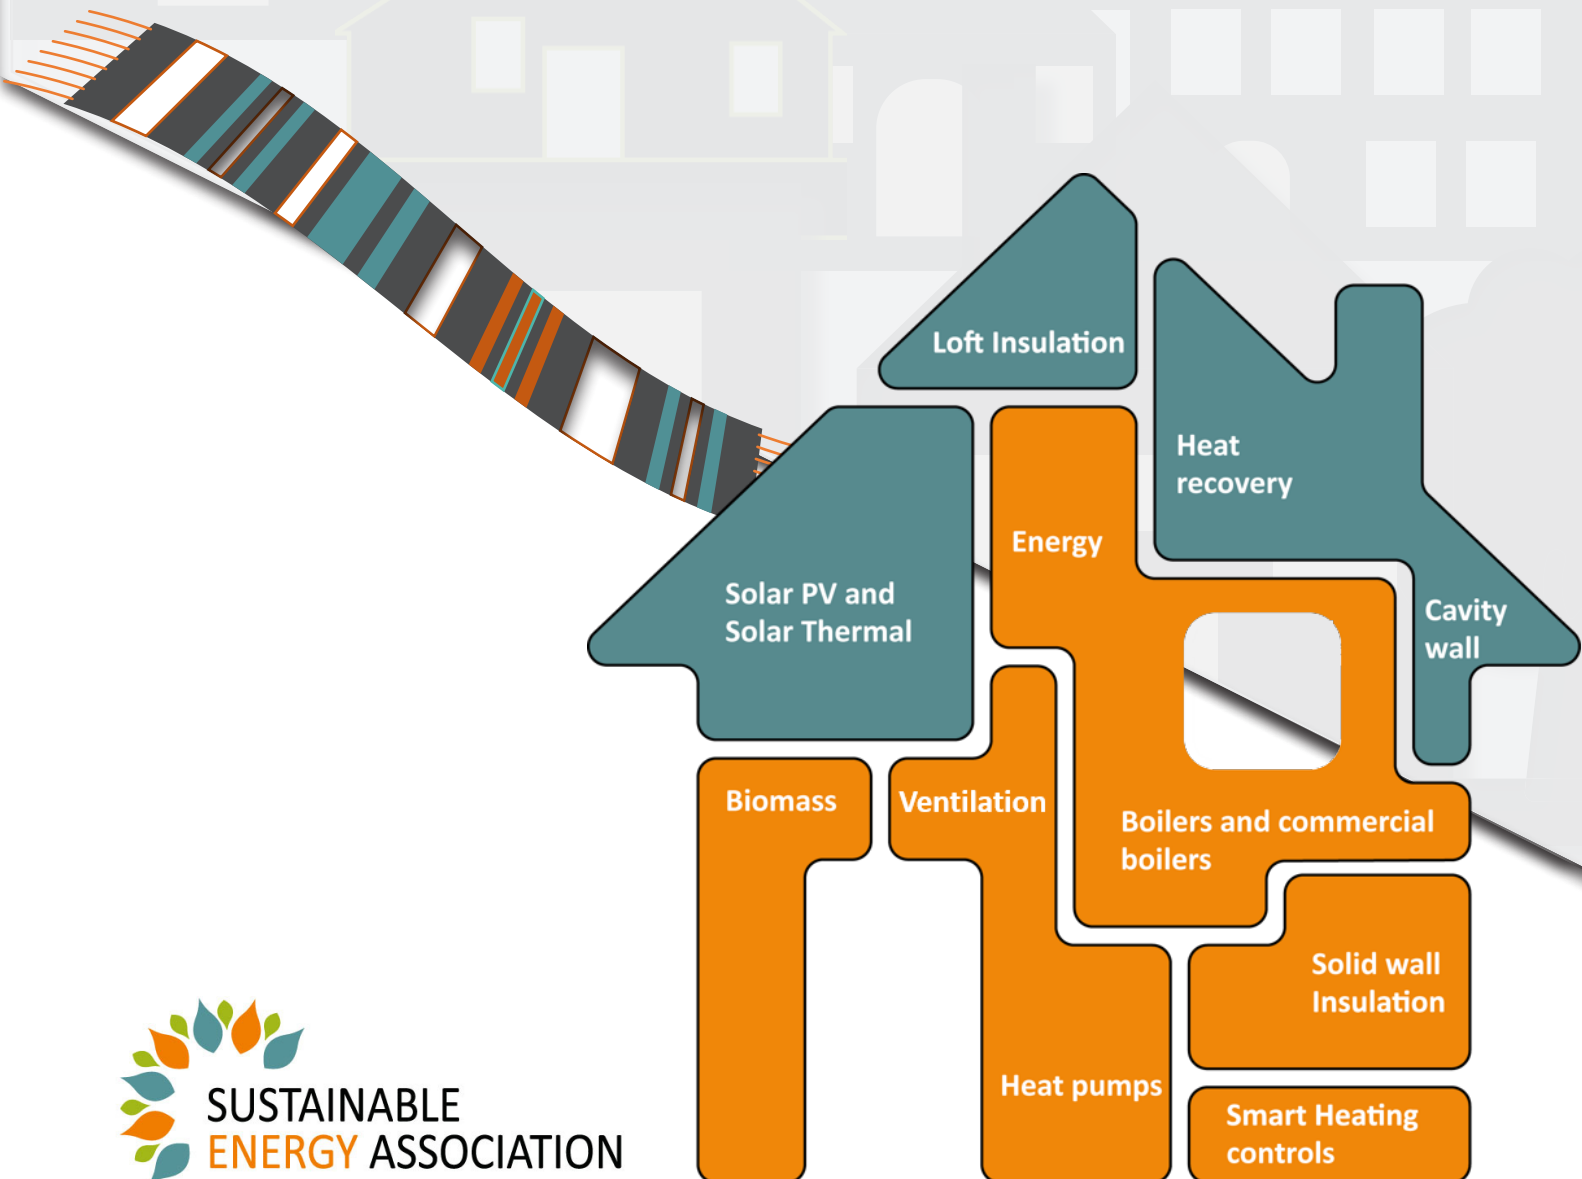 Loft Insulation
Heat
recovery
Energy
Solar PV and
Solar Thermal
Cavity
wall
Biomass
Ventilation
Boilers and commercial
boilers
Solid wall
Insulation
Heat pumps
Smart Heating
controls
SUSTAINABLE
ENERGY ASSOCIATION